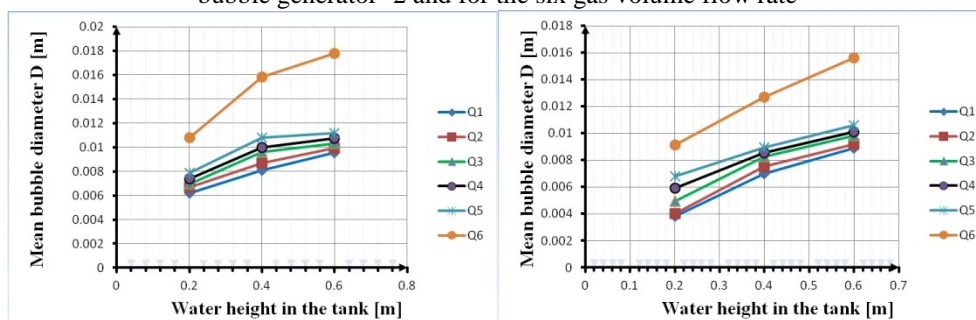 bubble generator -2 and for the six gas volume flow rate
Mean bubble diameter D [m]
0.02
0.018
0.016
0.014
0.012
0.01
0.008
0.006
0.004
0.002
0
0 0.2 0.4 0.6 0.8
Water height in the tank [m]
Q1
Q2
Q3
Q4
Q5
Q6
Mean bubble diameter D [m]
0.018
0.016
0.014
0.012
0.01
0.008
0.006
0.004
0.002
0
0 0.1 0.2 0.3 0.4 0.5 0.6 0.7
Water height in the tank [m]
Q1
Q2
Q3
Q4
Q5
Q6